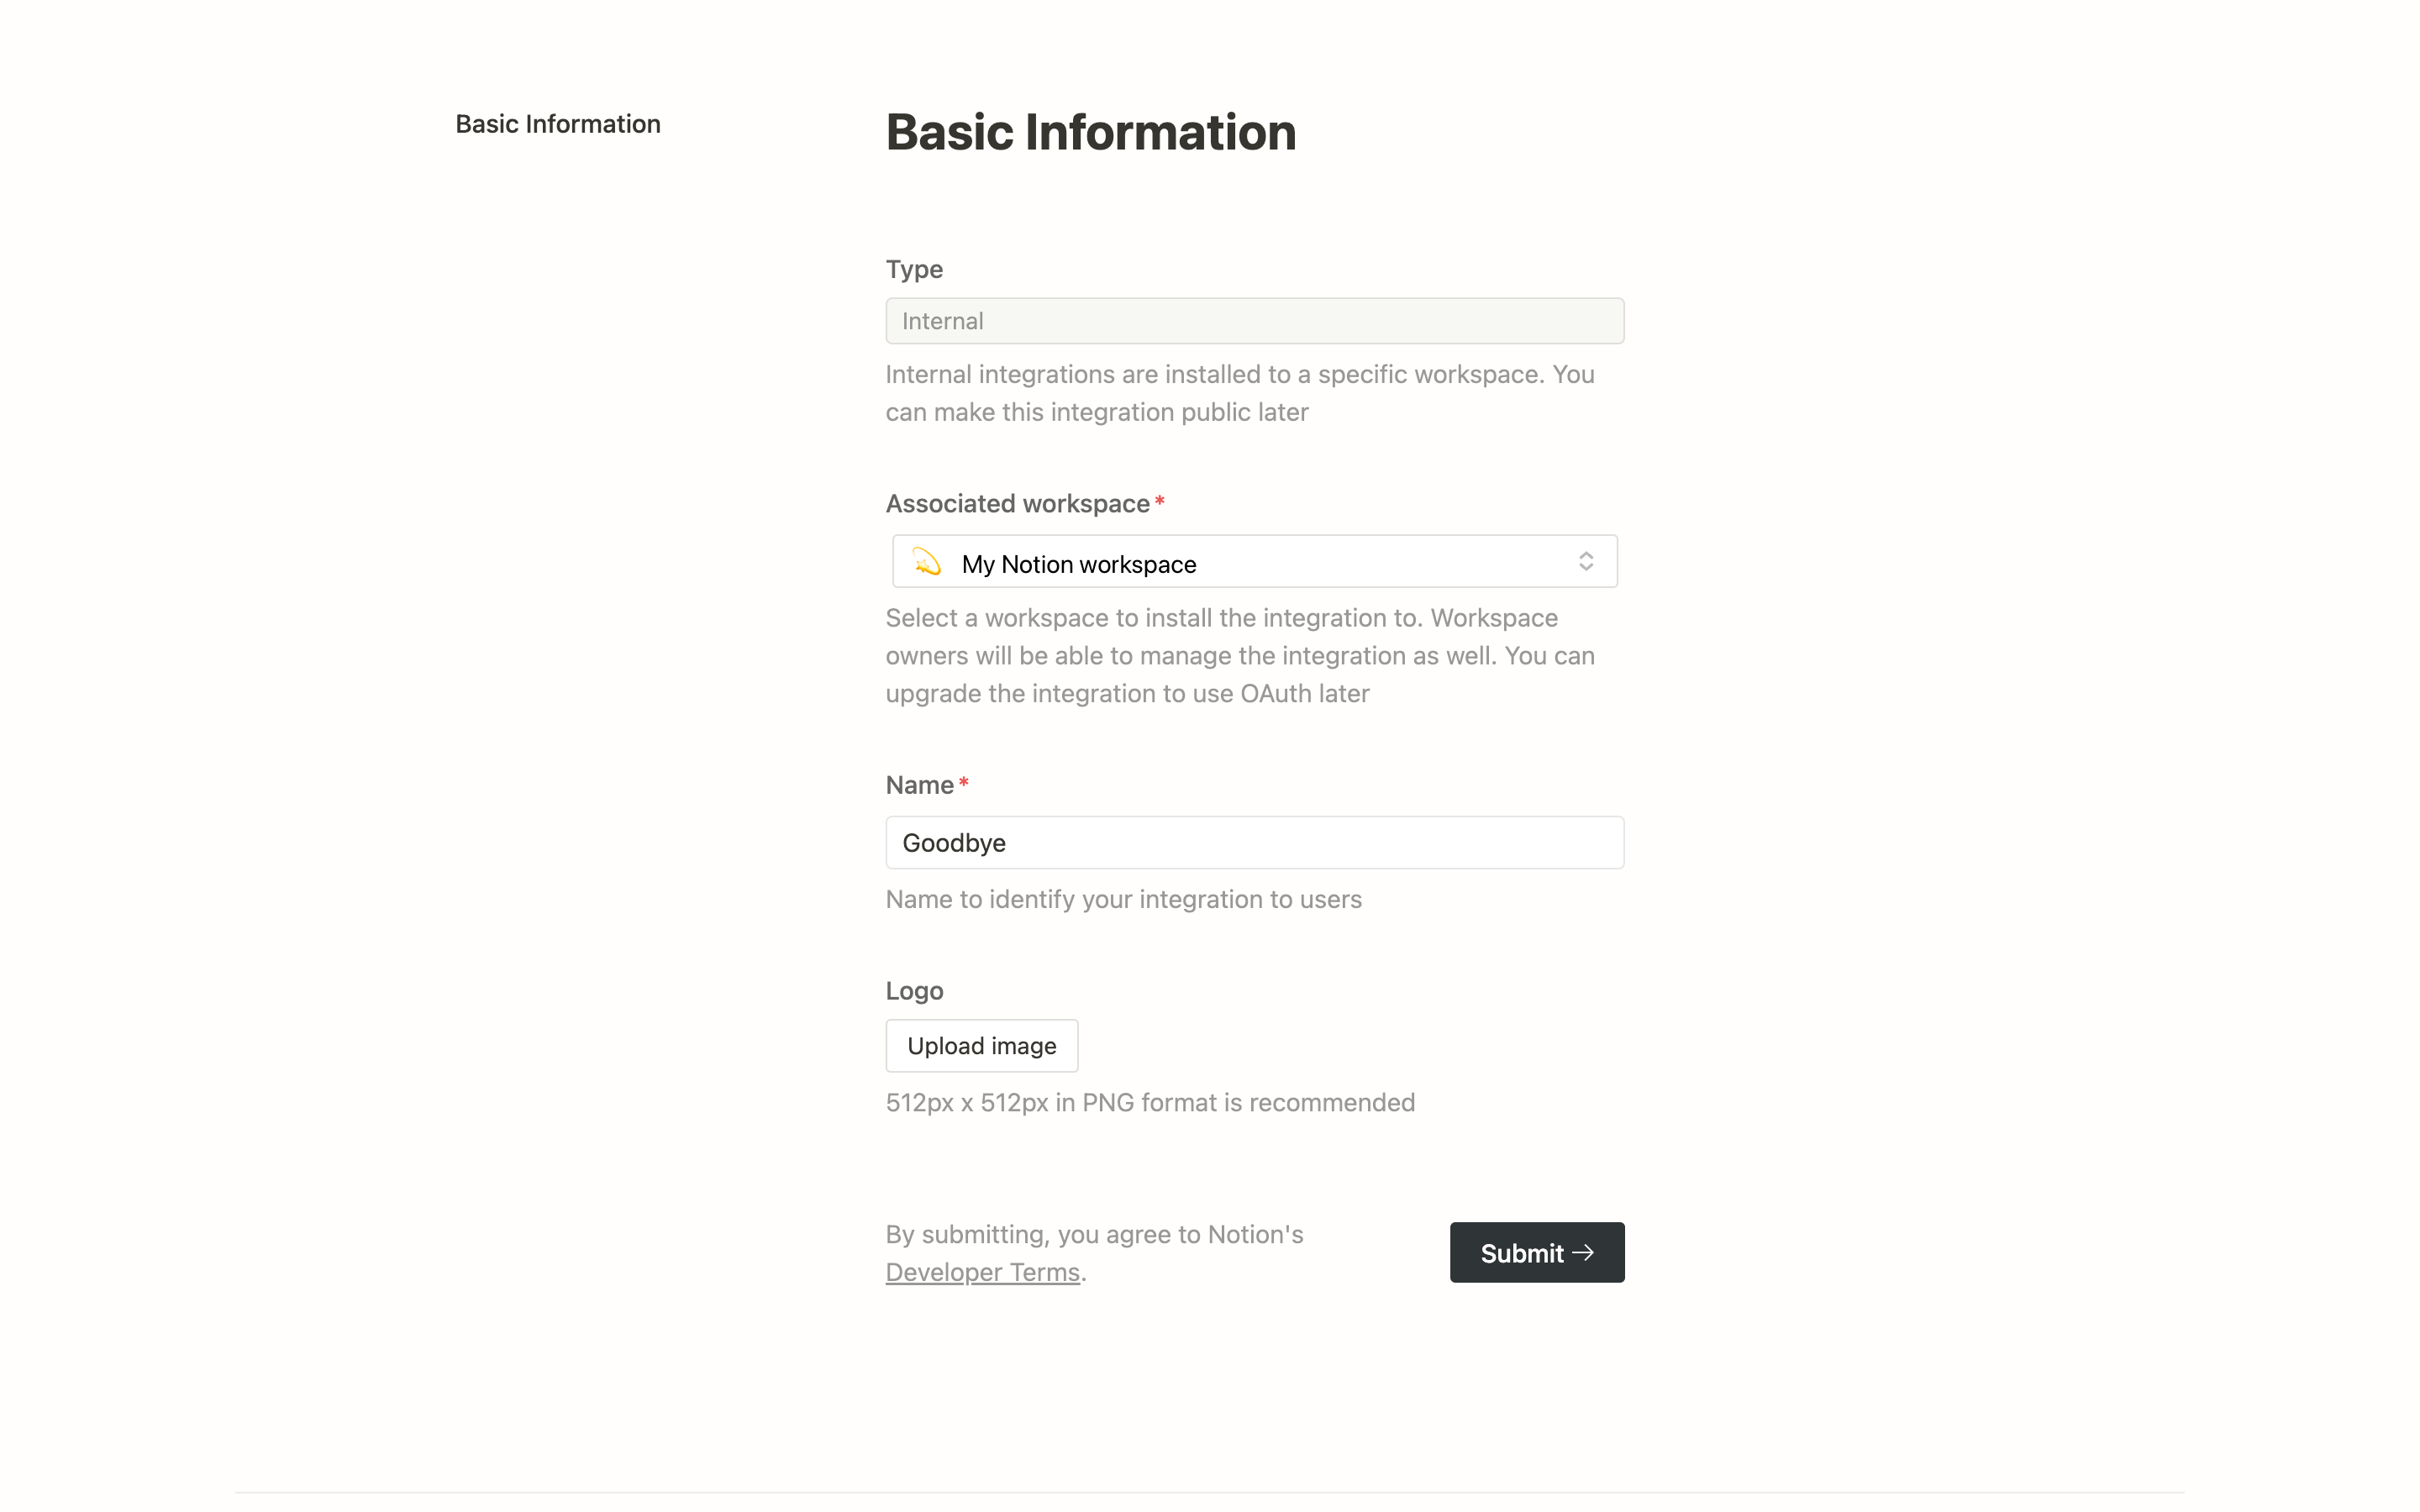 Basic Information
Basic Information
Type
Internal
Internal integrations are installed to a specific workspace. You
can make this integration public later
Associated workspace*
My Notion workspace
Select a workspace to install the integration to. Workspace
owners will be able to manage the integration as well. You can
upgrade the integration to use OAuth later
Name*
Goodbye
Name to identify your integration to users
Logo
Upload image
512px x 512px in PNG format is recommended
By submitting, you agree to Notion's
Developer Terms.
Submit →